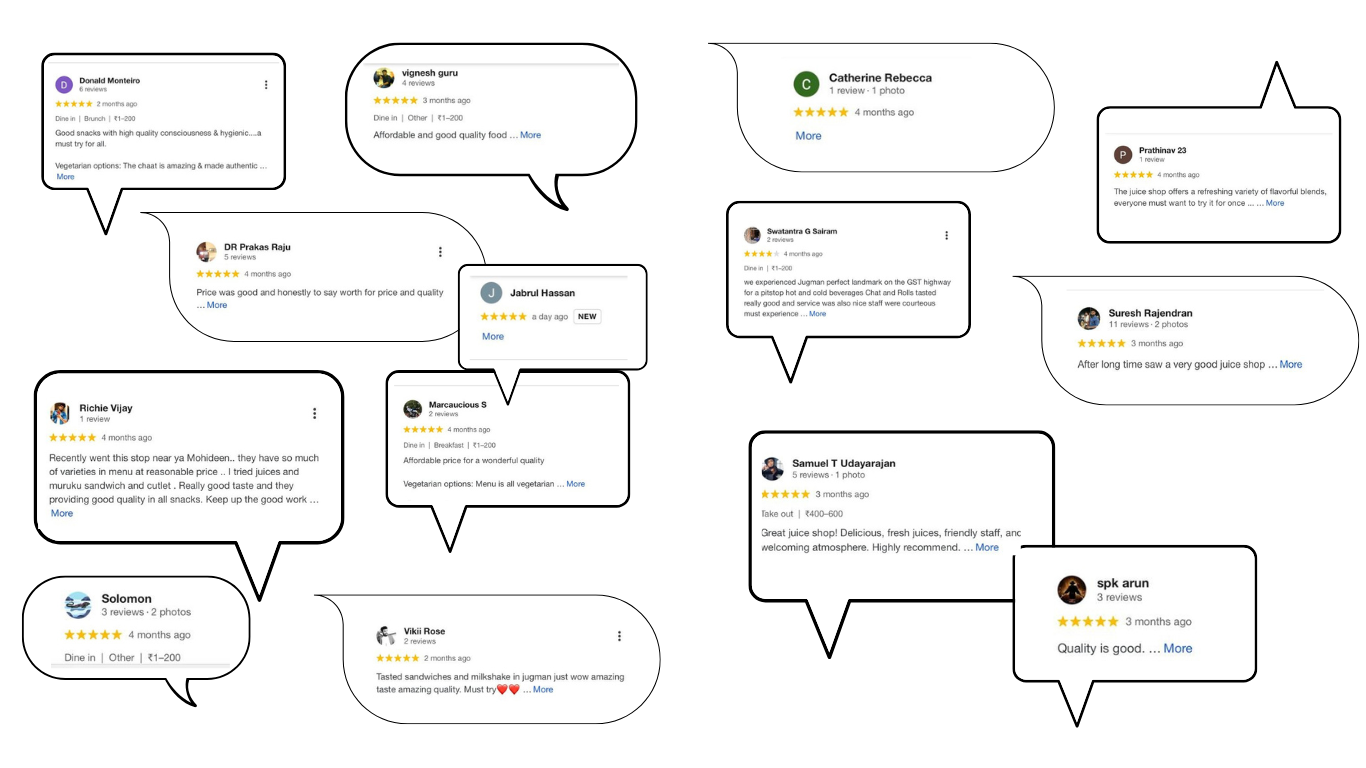 Donald Monteiro
6 reviews
2 months ago
Dine in | Brunch | ₹1–200
Good snacks with high quality consciousness & hygienic....a
must try for all.
Vegetarian options: The chaat is amazing & made authentic ...
More
vignesh guru
4 reviews
3 months ago
Dine in | Other | ₹1–200
Affordable and good quality food ... More
DR Prakas Raju
5 reviews
4 months ago
Price was good and honestly to say worth for price and quality
... More
J
Jabrul Hassan
a day ago NEW
More
Richie Vijay
1 review
4 months ago
Recently went this stop near ya Mohideen.. they have so much
of varieties in menu at reasonable price .. I tried juices and
muruku sandwich and cutlet . Really good taste and they
providing good quality in all snacks. Keep up the good work ...
More
Marcaucious S
2 reviews
4 months ago
Dine in | Breakfast | ₹1–200
Affordable price for a wonderful quality
Vegetarian options: Menu is all vegetarian ... More
Solomon
3 reviews · 2 photos
4 months ago
Dine in | Other | ₹1–200
Vikii Rose
2 reviews
2 months ago
Tasted sandwiches and milkshake in jugman just wow amazing
taste amazing quality. Must try❤️❤️ ... More
C
Catherine Rebecca
1 review · 1 photo
4 months ago
More
P
Prathinav 23
1 review
4 months ago
The juice shop offers a refreshing variety of flavorful blends,
everyone must want to try it for once ... ... More
Swatantra G Sairam
2 reviews
4 months ago
Dine in | ₹1–200
we experienced Jugman perfect landmark on the GST highway
for a pitstop hot and cold beverages Chat and Rolls tasted
really good and service was also nice staff were courteous
must experience ... More
Suresh Rajendran
11 reviews · 2 photos
3 months ago
After long time saw a very good juice shop ... More
Samuel T Udayarajan
5 reviews · 1 photo
3 months ago
Take out | ₹400–600
Great juice shop! Delicious, fresh juices, friendly staff, and
welcoming atmosphere. Highly recommend. ... More
spk arun
3 reviews
3 months ago
Quality is good. ... More